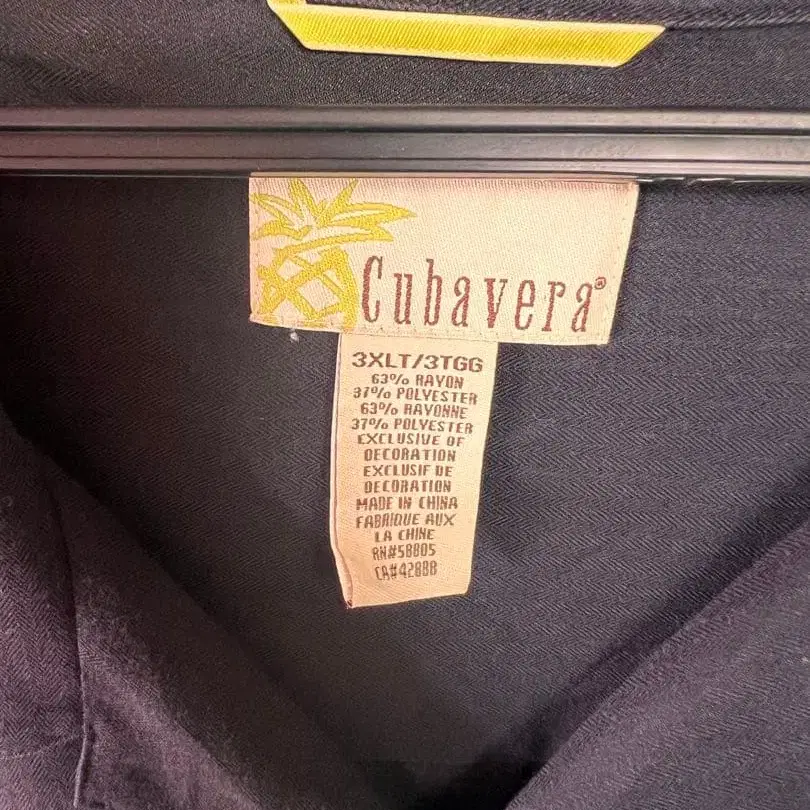 Cubavera®
3XLT/3TGG
63% RAYON
37% POLYESTER
63% RAYONNE
37% POLYESTER
EXCLUSIVE OF
DECORATION
EXCLUSIF DE
DECORATION
MADE IN CHINA
FABRIQUE AUX
LA CHINE
RN#58805
CA#42888